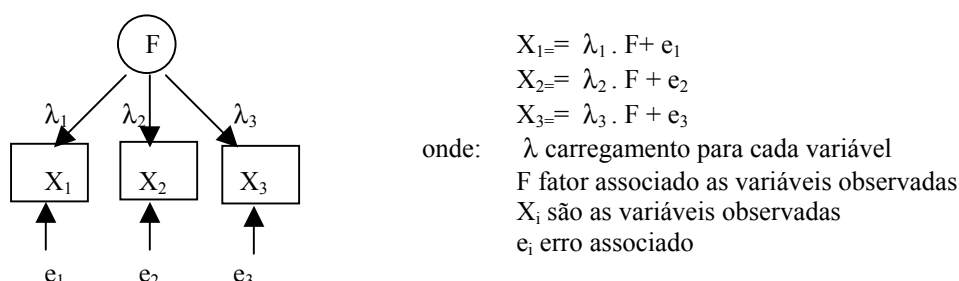 F
λ₁ λ₂ λ₃
X₁ X₂ X₃
e₁ e₂ e₃
X₁₌= λ₁ . F+ e₁
X₂₌= λ₂ . F + e₂
X₃₌= λ₃ . F + e₃
onde: λ carregamento para cada variável
F fator associado as variáveis observadas
Xᵢ são as variáveis observadas
eᵢ erro associado